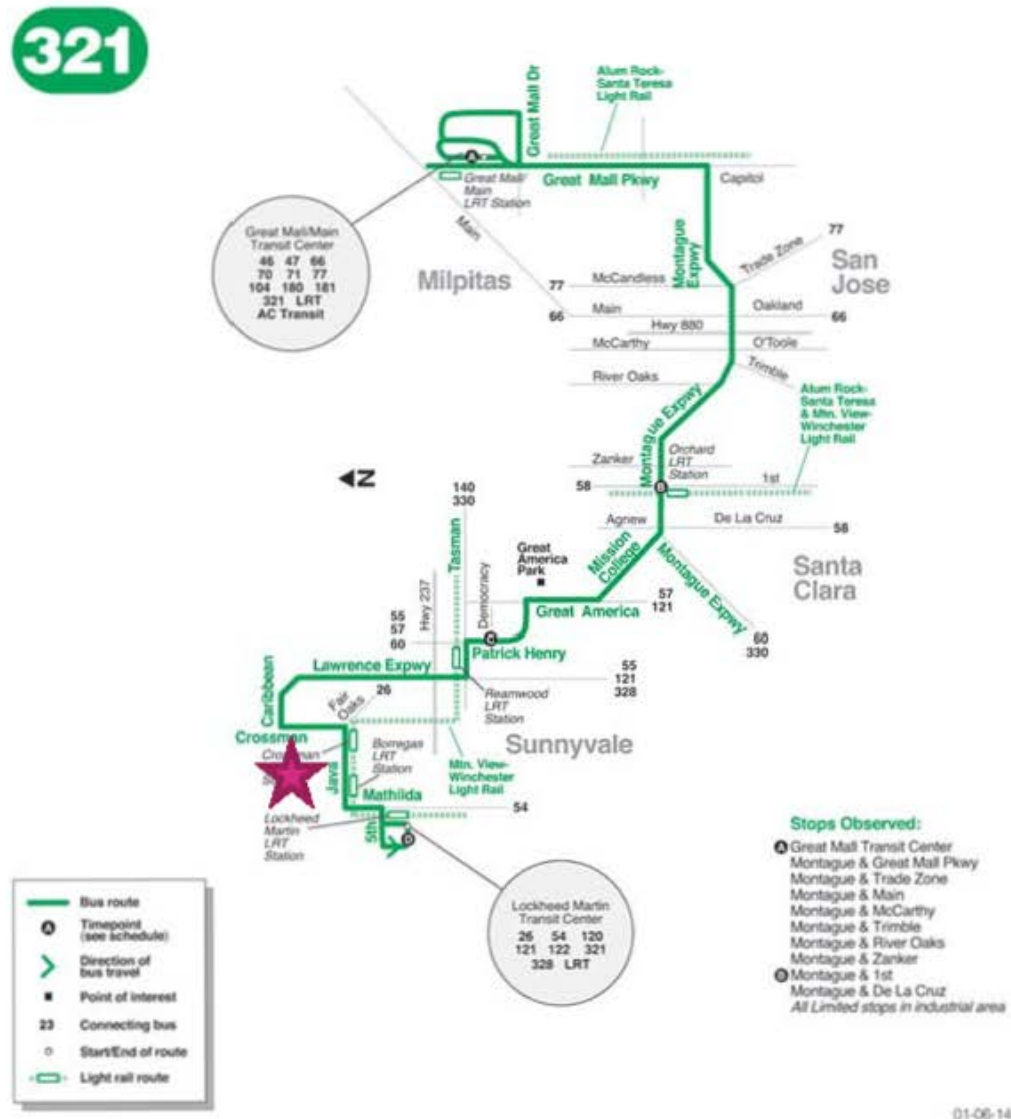 321
Great Mall Dr
Alum Rock-
Santa Teresa
Light Rail
A
Great Mall/
Main
LRT Station
Great Mall Pkwy
Capitol
Great Mall/Main
Transit Center
46 47 66
70 71 77
104 180 181
321 LRT
AC Transit
Main
Milpitas
Montague
Expwy
Trade Zone
77
San
Jose
77
McCandless
66
Main
Oakland
66
Hwy 880
McCarthy
O'Toole
River Oaks
Trimble
Montague Expwy
Alum Rock-
Santa Teresa
& Mtn. View-
Winchester
Light Rail
Zanker
Orchard
LRT
Station
N
58
B
1st
140
330
Agnew
De La Cruz
58
Tasman
Great
America
Park
Mission
College
Montague Expwy
Santa
Clara
Hwy 237
Democracy
57
121
Great America
60
330
55
57
60
C
Patrick Henry
Lawrence Expwy
55
121
328
Caribbean
Fair
Oaks
26
Reamwood
LRT
Station
Crossman
Borregas
LRT
Station
Sunnyvale
Java
Mtn. View-
Winchester
Light Rail
Mathilda
54
Lockheed
Martin
LRT
Station
5th
D
Lockheed Martin
Transit Center
26 54 120
121 122 321
328 LRT
Bus route
A Timepoint
(see schedule)
Direction of
bus travel
Point of interest
23 Connecting bus
Start/End of route
Light rail route
Stops Observed:
A Great Mall Transit Center
Montague & Great Mall Pkwy
Montague & Trade Zone
Montague & Main
Montague & McCarthy
Montague & Trimble
Montague & River Oaks
Montague & Zanker
B Montague & 1st
Montague & De La Cruz
All Limited stops in industrial area
01-06-14